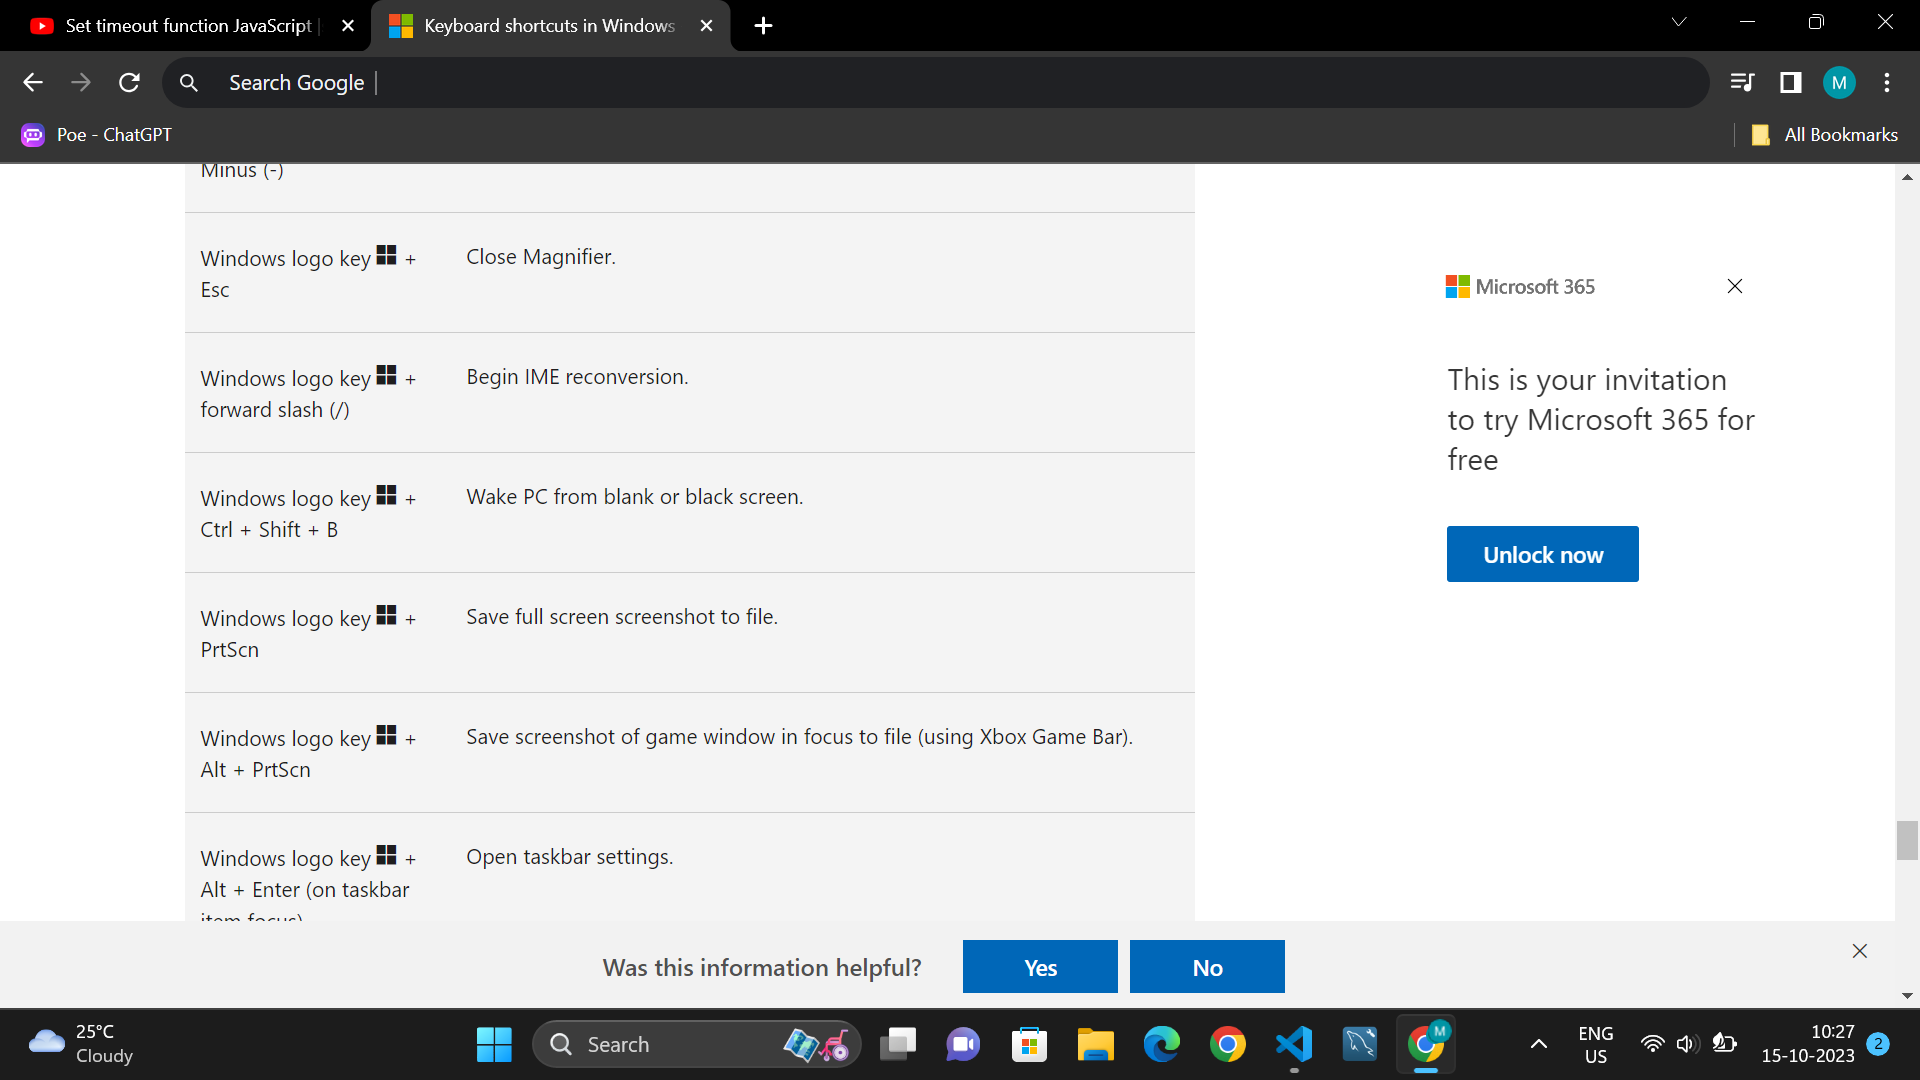 Set timeout function JavaScript
Keyboard shortcuts in Windows
Search Google
M
Poe - ChatGPT
All Bookmarks
Minus (-)
Windows logo key +
Esc
Close Magnifier.
Windows logo key +
forward slash (/)
Begin IME reconversion.
Windows logo key +
Ctrl + Shift + B
Wake PC from blank or black screen.
Windows logo key +
PrtScn
Save full screen screenshot to file.
Windows logo key +
Alt + PrtScn
Save screenshot of game window in focus to file (using Xbox Game Bar).
Windows logo key +
Alt + Enter (on taskbar
item focus)
Open taskbar settings.
Microsoft 365
This is your invitation
to try Microsoft 365 for
free
Unlock now
Was this information helpful?
Yes
No
25°C
Cloudy
Search
M
ENG
US
10:27
15-10-2023
2